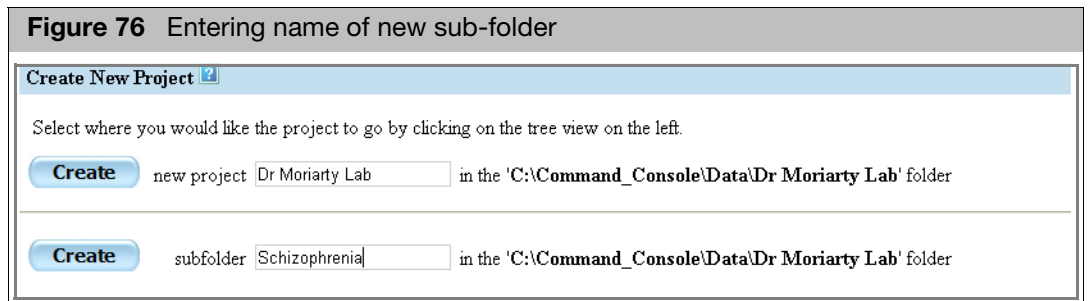 Figure 76 Entering name of new sub-folder
Create New Project ?
Select where you would like the project to go by clicking on the tree view on the left.
Create new project Dr Moriarty Lab in the 'C:\Command_Console\Data\Dr Moriarty Lab' folder
Create subfolder Schizophrenia in the 'C:\Command_Console\Data\Dr Moriarty Lab' folder